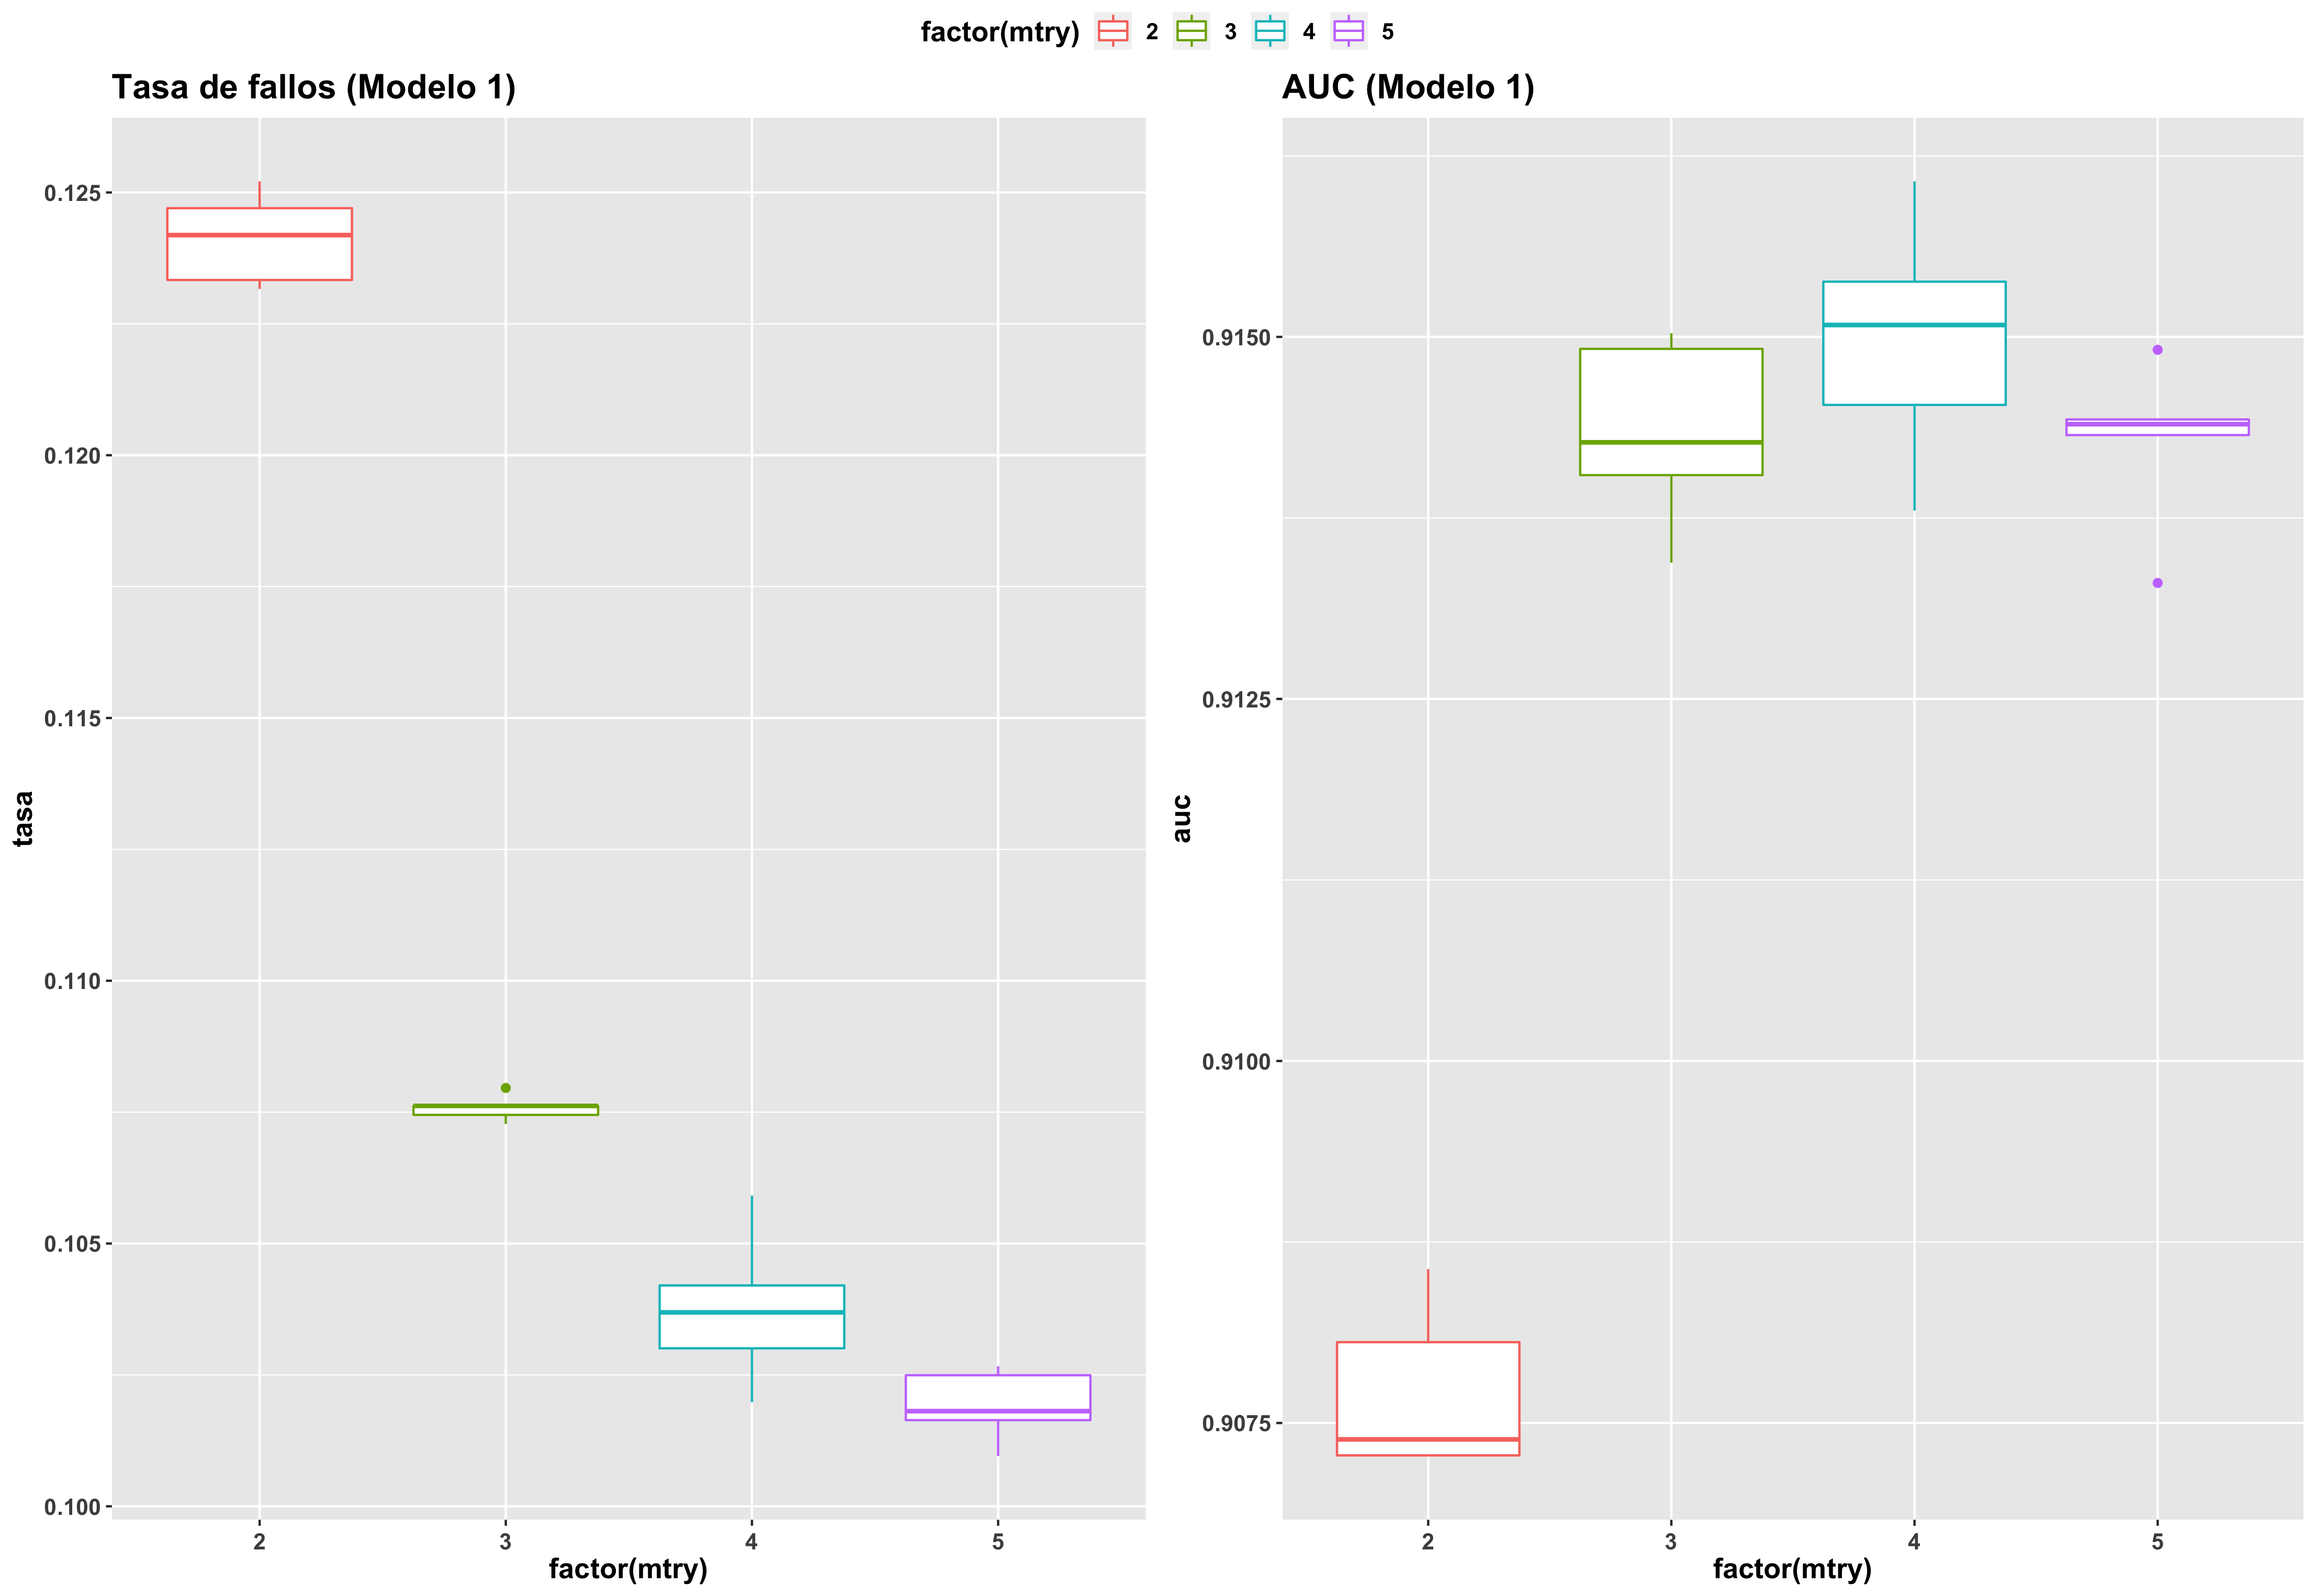 factor(mtry) 2 3 4 5
Tasa de fallos (Modelo 1)
0.125
0.120
0.115
0.110
0.105
0.100
tasa
2 3 4 5
factor(mtry)
AUC (Modelo 1)
0.9150
0.9125
0.9100
0.9075
auc
2 3 4 5
factor(mtry)